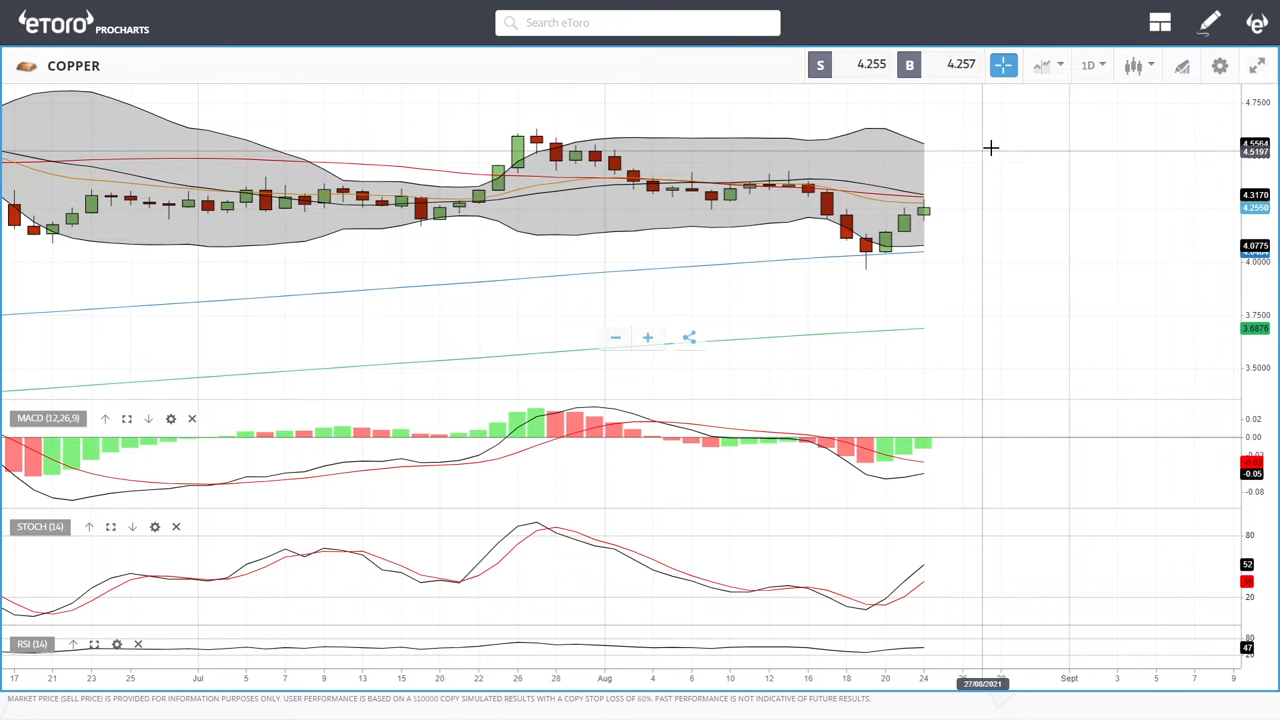 eToro PROCHARTS
Search eToro
COPPER
S 4.255 B 4.257
1D
4.7500
4.5564
4.5197
4.3170
4.2550
4.0775
4.0000
3.7500
3.6876
3.5000
MACD (12,26,9)
0.02
0.00
-0.05
-0.08
STOCH (14)
80
52
20
RSI (14)
80
47
17 21 23 25 Jul 5 7 9 13 15 20 22 26 28 Aug 4 6 10 12 16 18 20 24 26 Sept 3 5 7 9
27/08/2021
MARKET PRICE (SELL PRICE) IS PROVIDED FOR INFORMATION PURPOSES ONLY. USER PERFORMANCE IS BASED ON A $10000 COPY SIMULATED RESULTS WITH A COPY STOP LOSS OF 60%. PAST PERFORMANCE IS NOT INDICATIVE OF FUTURE RESULTS.